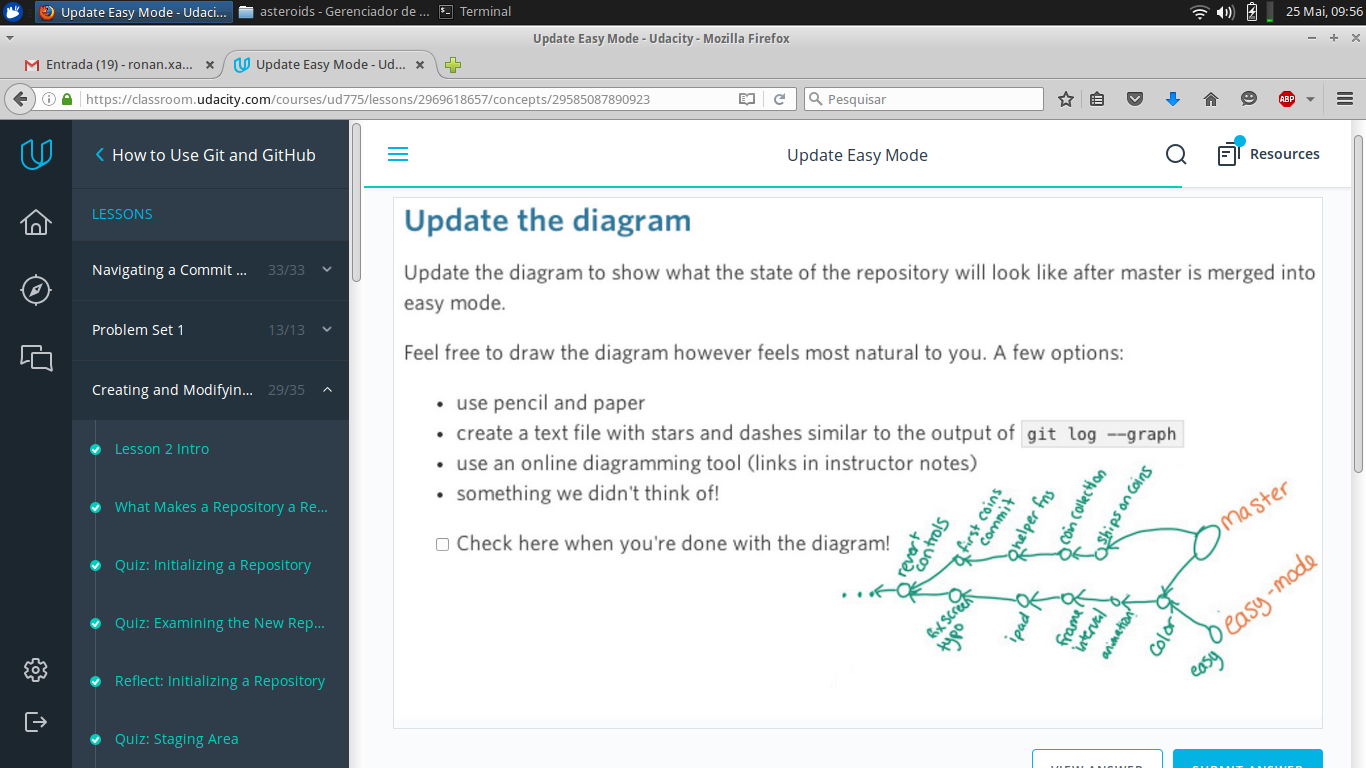 Update Easy Mode - Udaci...
asteroids - Gerenciador de ...
Terminal
25 Mai, 09:56
Update Easy Mode - Udacity - Mozilla Firefox
Entrada (19) - ronan.xa...
Update Easy Mode - Ud...
https://classroom.udacity.com/courses/ud775/lessons/2969618657/concepts/29585087890923
Pesquisar
ABP
How to Use Git and GitHub
LESSONS
Navigating a Commit ... 33/33
Problem Set 1 13/13
Creating and Modifyin... 29/35
Lesson 2 Intro
What Makes a Repository a Re...
Quiz: Initializing a Repository
Quiz: Examining the New Rep...
Reflect: Initializing a Repository
Quiz: Staging Area
Update Easy Mode
Resources
Update the diagram
Update the diagram to show what the state of the repository will look like after master is merged into
easy mode.
Feel free to draw the diagram however feels most natural to you. A few options:
• use pencil and paper
• create a text file with stars and dashes similar to the output of git log --graph
• use an online diagramming tool (links in instructor notes)
• something we didn't think of!
Check here when you're done with the diagram!
revert
controls
first coins
commit
helper fns
coin collection
ships on coins
master
...
fix screen
typo
ipad
frame
interval
animation
color
easy
easy-mode
VIEW ANSWER
SUBMIT ANSWER